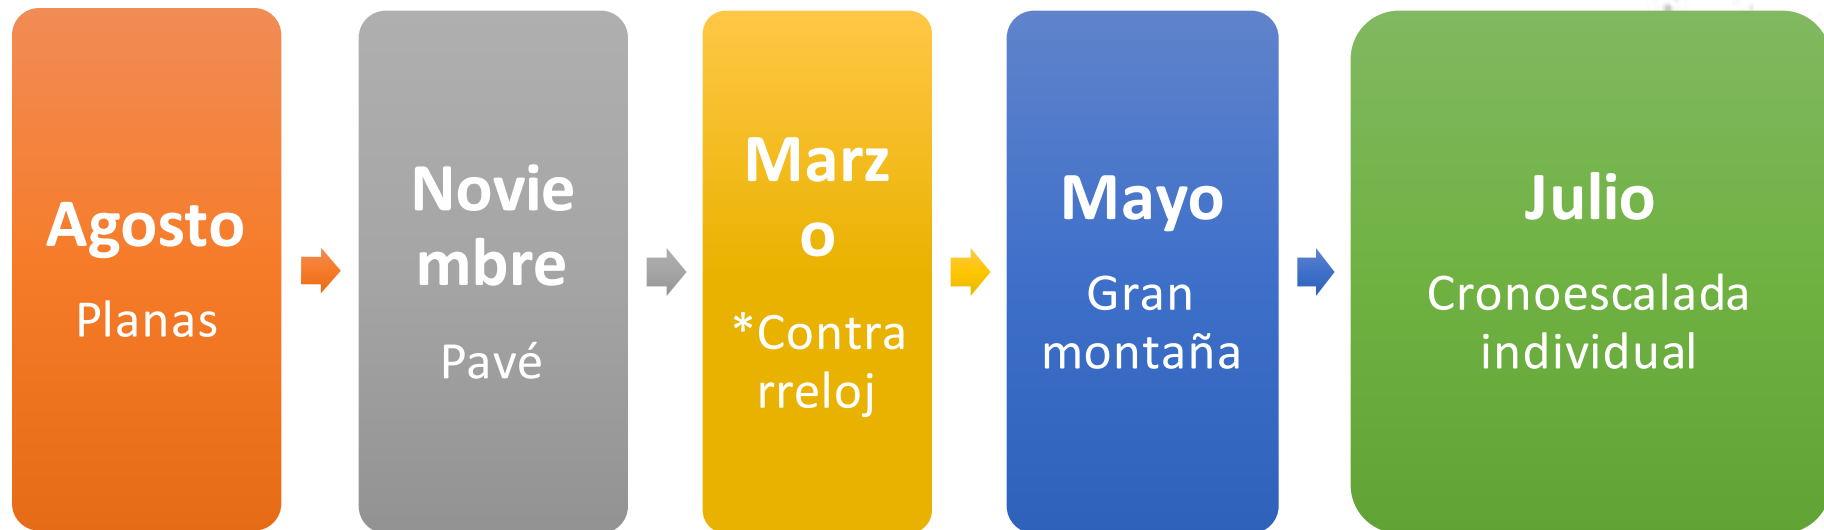 Agosto
Planas
Novie
mbre
Pavé
Marz
o
*Contra
rreloj
Mayo
Gran
montaña
Julio
Cronoescalada
individual